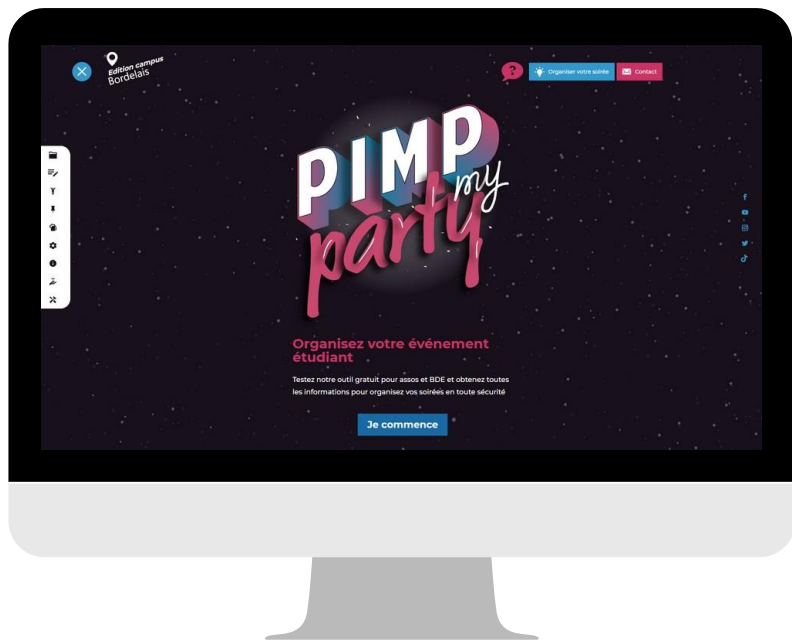 Edition campus
Bordelais
?
Organiser votre soirée
Contact
PIMP
my
party
Organisez votre événement
étudiant
Testez notre outil gratuit pour assos et BDE et obtenez toutes
les informations pour organisez vos soirées en toute sécurité
Je commence